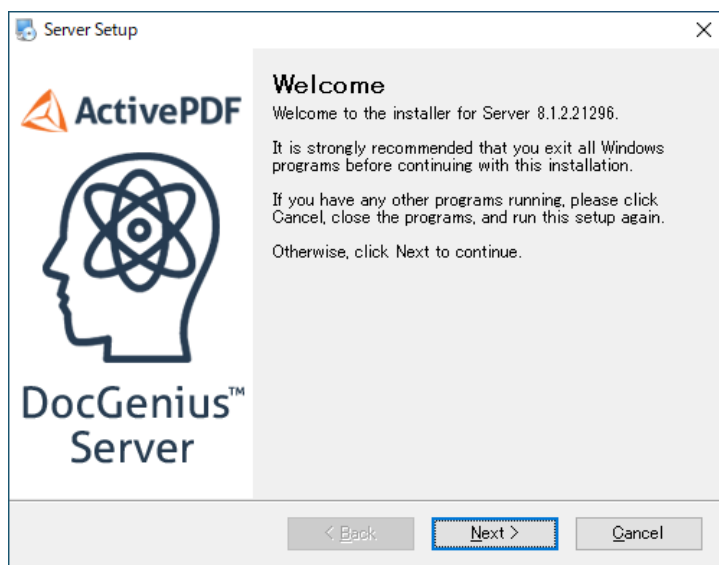 Server Setup
ActivePDF
DocGenius™
Server
Welcome
Welcome to the installer for Server 8.1.2.21296.
It is strongly recommended that you exit all Windows
programs before continuing with this installation.
If you have any other programs running, please click
Cancel, close the programs, and run this setup again.
Otherwise, click Next to continue.
< Back
Next >
Cancel